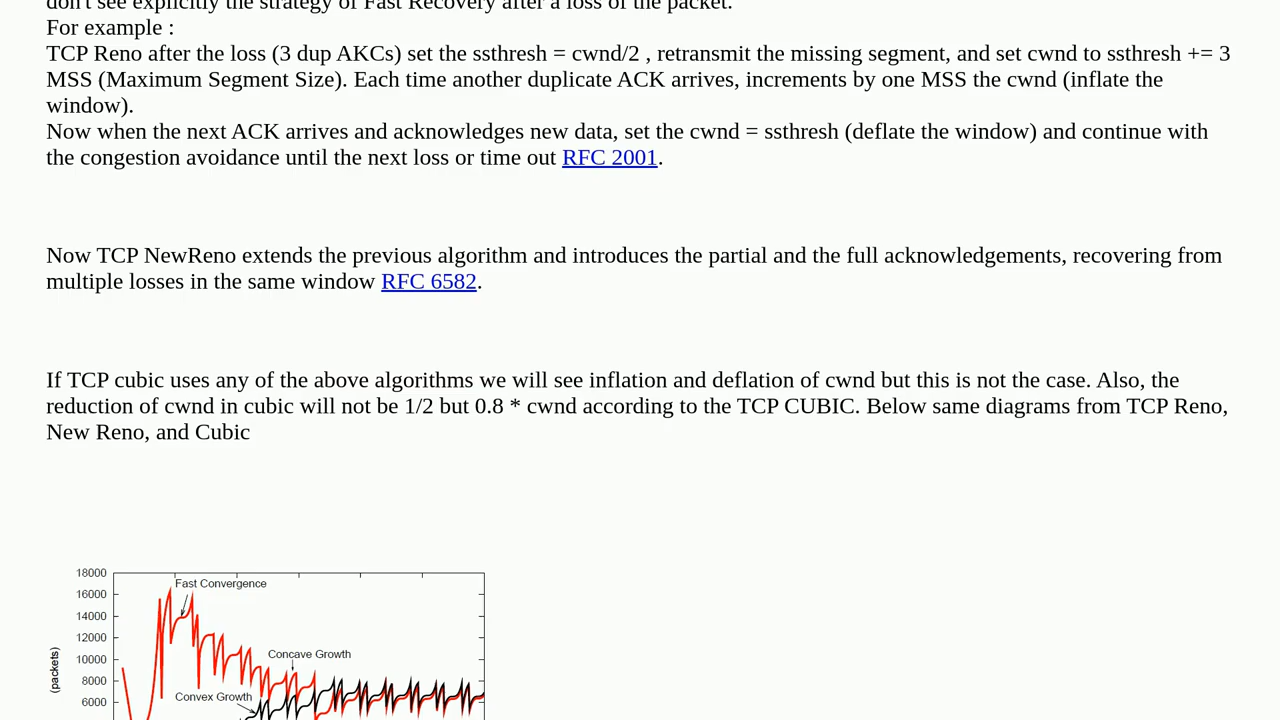 don't see explicitly the strategy of Fast Recovery after a loss of the packet.
For example :
TCP Reno after the loss (3 dup AKCs) set the ssthresh = cwnd/2 , retransmit the missing segment, and set cwnd to ssthresh += 3
MSS (Maximum Segment Size). Each time another duplicate ACK arrives, increments by one MSS the cwnd (inflate the
window).
Now when the next ACK arrives and acknowledges new data, set the cwnd = ssthresh (deflate the window) and continue with
the congestion avoidance until the next loss or time out RFC 2001.
Now TCP NewReno extends the previous algorithm and introduces the partial and the full acknowledgements, recovering from
multiple losses in the same window RFC 6582.
If TCP cubic uses any of the above algorithms we will see inflation and deflation of cwnd but this is not the case. Also, the
reduction of cwnd in cubic will not be 1/2 but 0.8 * cwnd according to the TCP CUBIC. Below same diagrams from TCP Reno,
New Reno, and Cubic
18000
Fast Convergence
16000
14000
12000
10000
Concave Growth
(packets)
8000
Convex Growth
6000